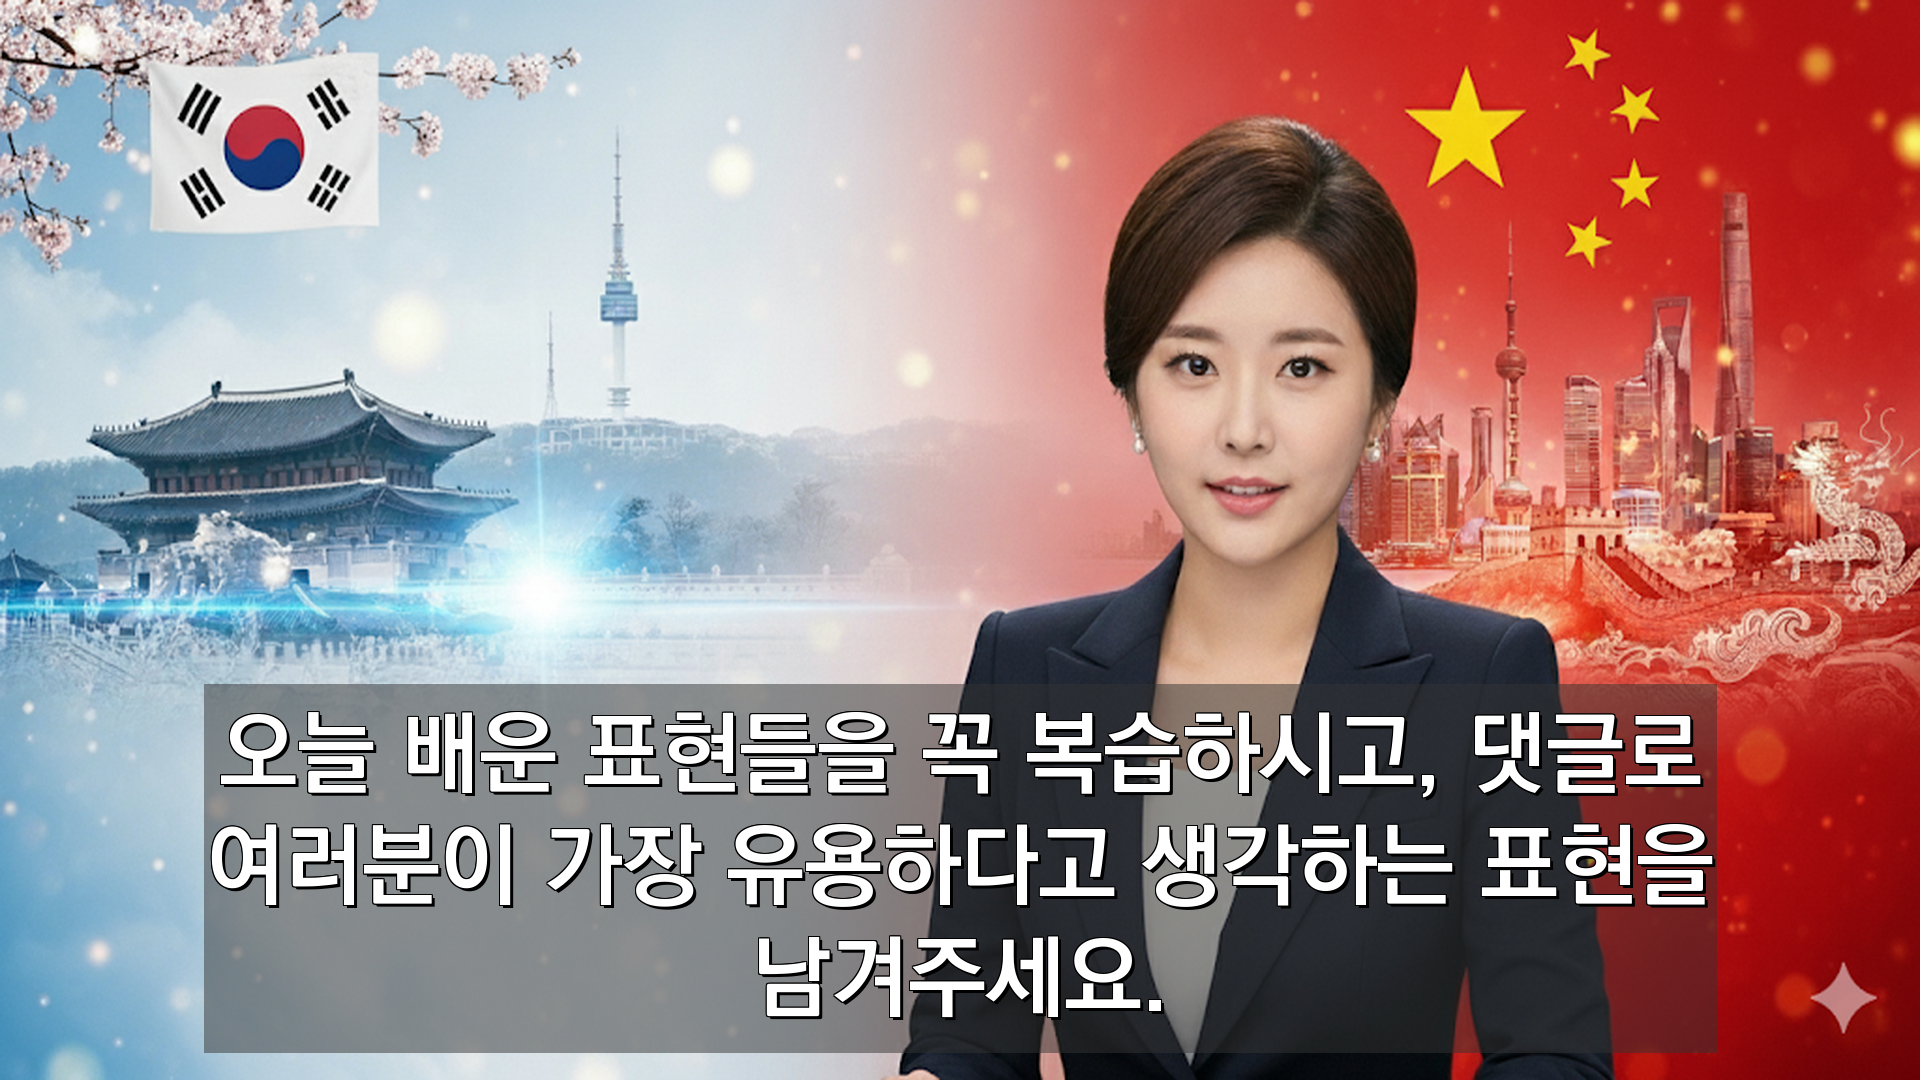 오늘 배운 표현들을 꼭 복습하시고, 댓글로
여러분이 가장 유용하다고 생각하는 표현을
남겨주세요.